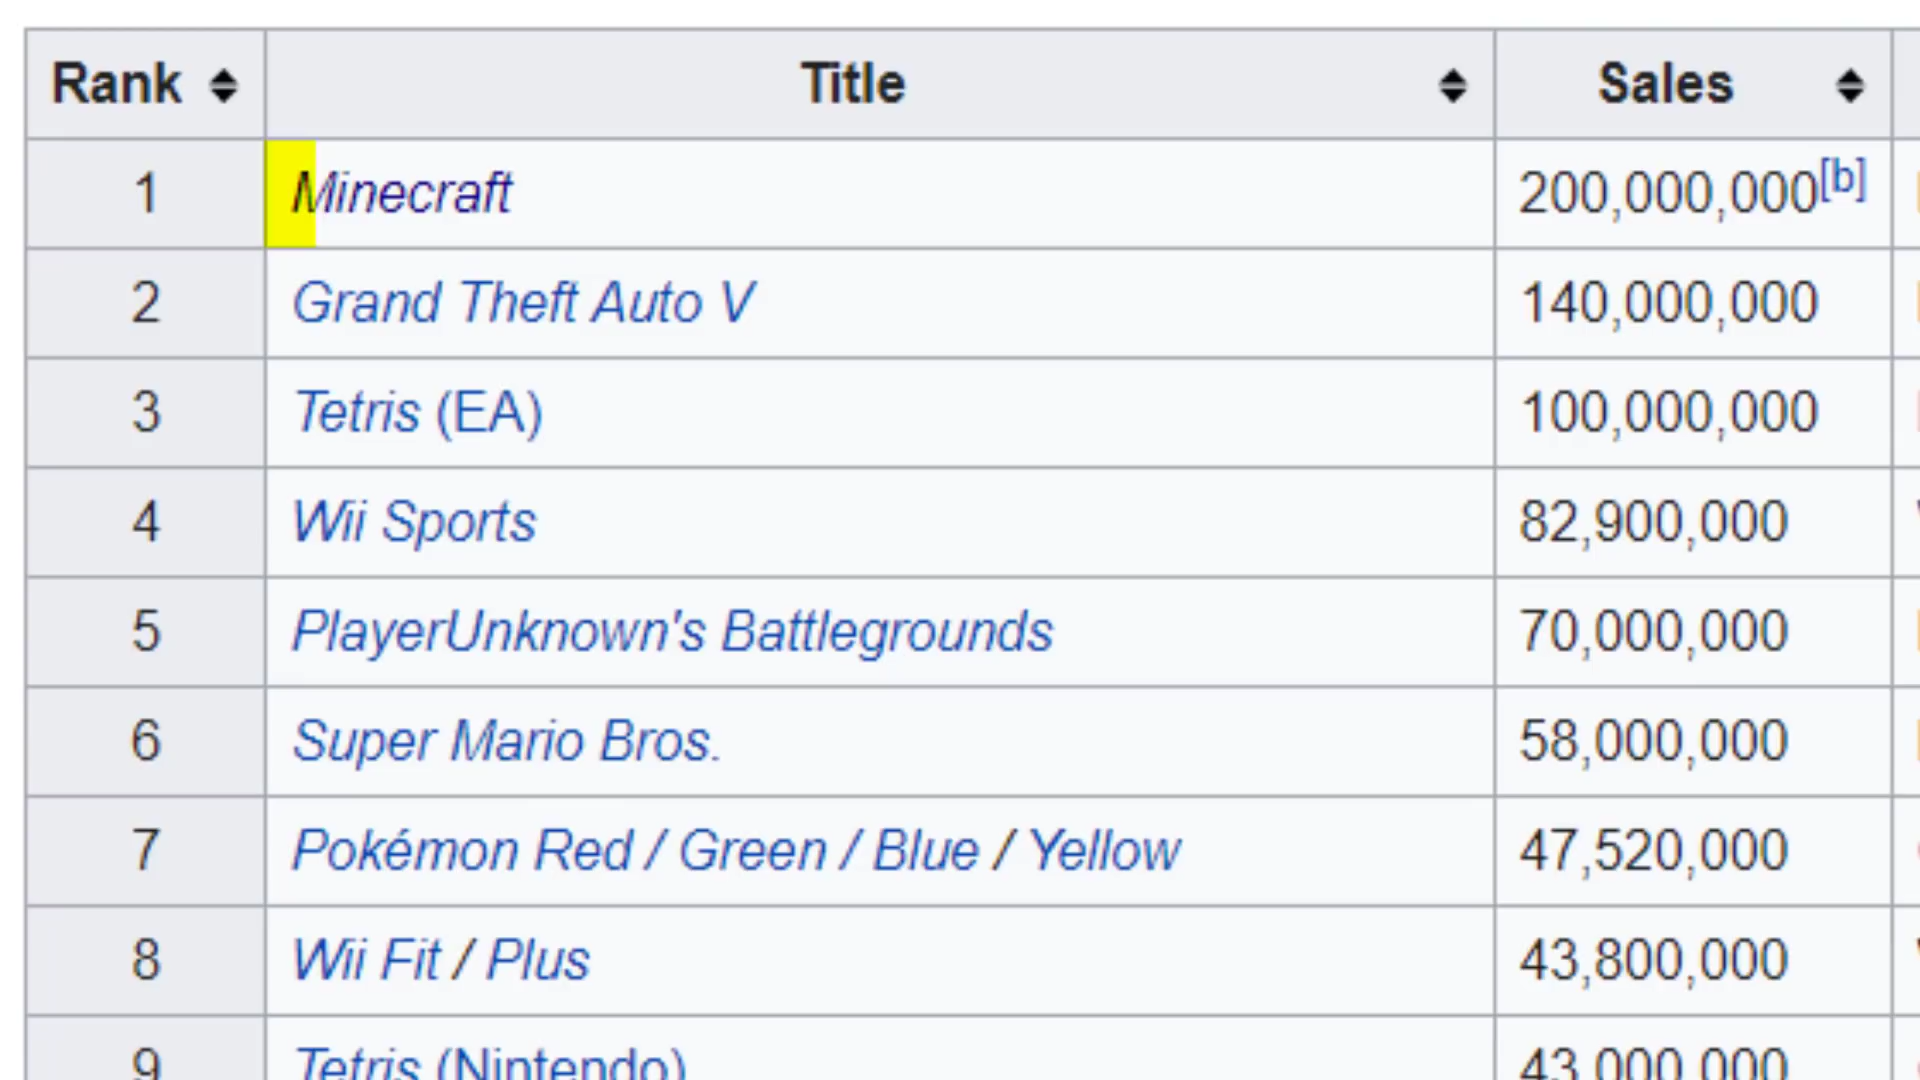 Rank Title Sales
1 Minecraft 200,000,000[b]
2 Grand Theft Auto V 140,000,000
3 Tetris (EA) 100,000,000
4 Wii Sports 82,900,000
5 PlayerUnknown's Battlegrounds 70,000,000
6 Super Mario Bros. 58,000,000
7 Pokémon Red / Green / Blue / Yellow 47,520,000
8 Wii Fit / Plus 43,800,000
9 Tetris (Nintendo) 43,000,000